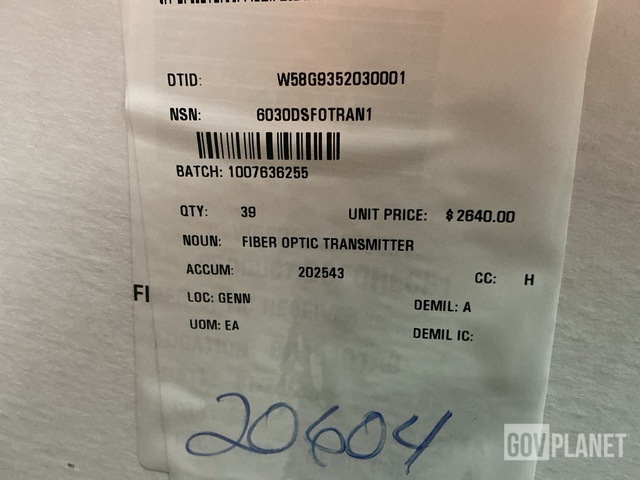 DTID: W58G9352030001
NSN: 6030DSFOTRAN1
BATCH: 1007636255
QTY: 39 UNIT PRICE: $ 2640.00
NOUN: FIBER OPTIC TRANSMITTER
ACCUM: 202543 CC: H
FI
LOC: GENN DEMIL: A
UOM: EA DEMIL IC:
20604
GOVPLANET